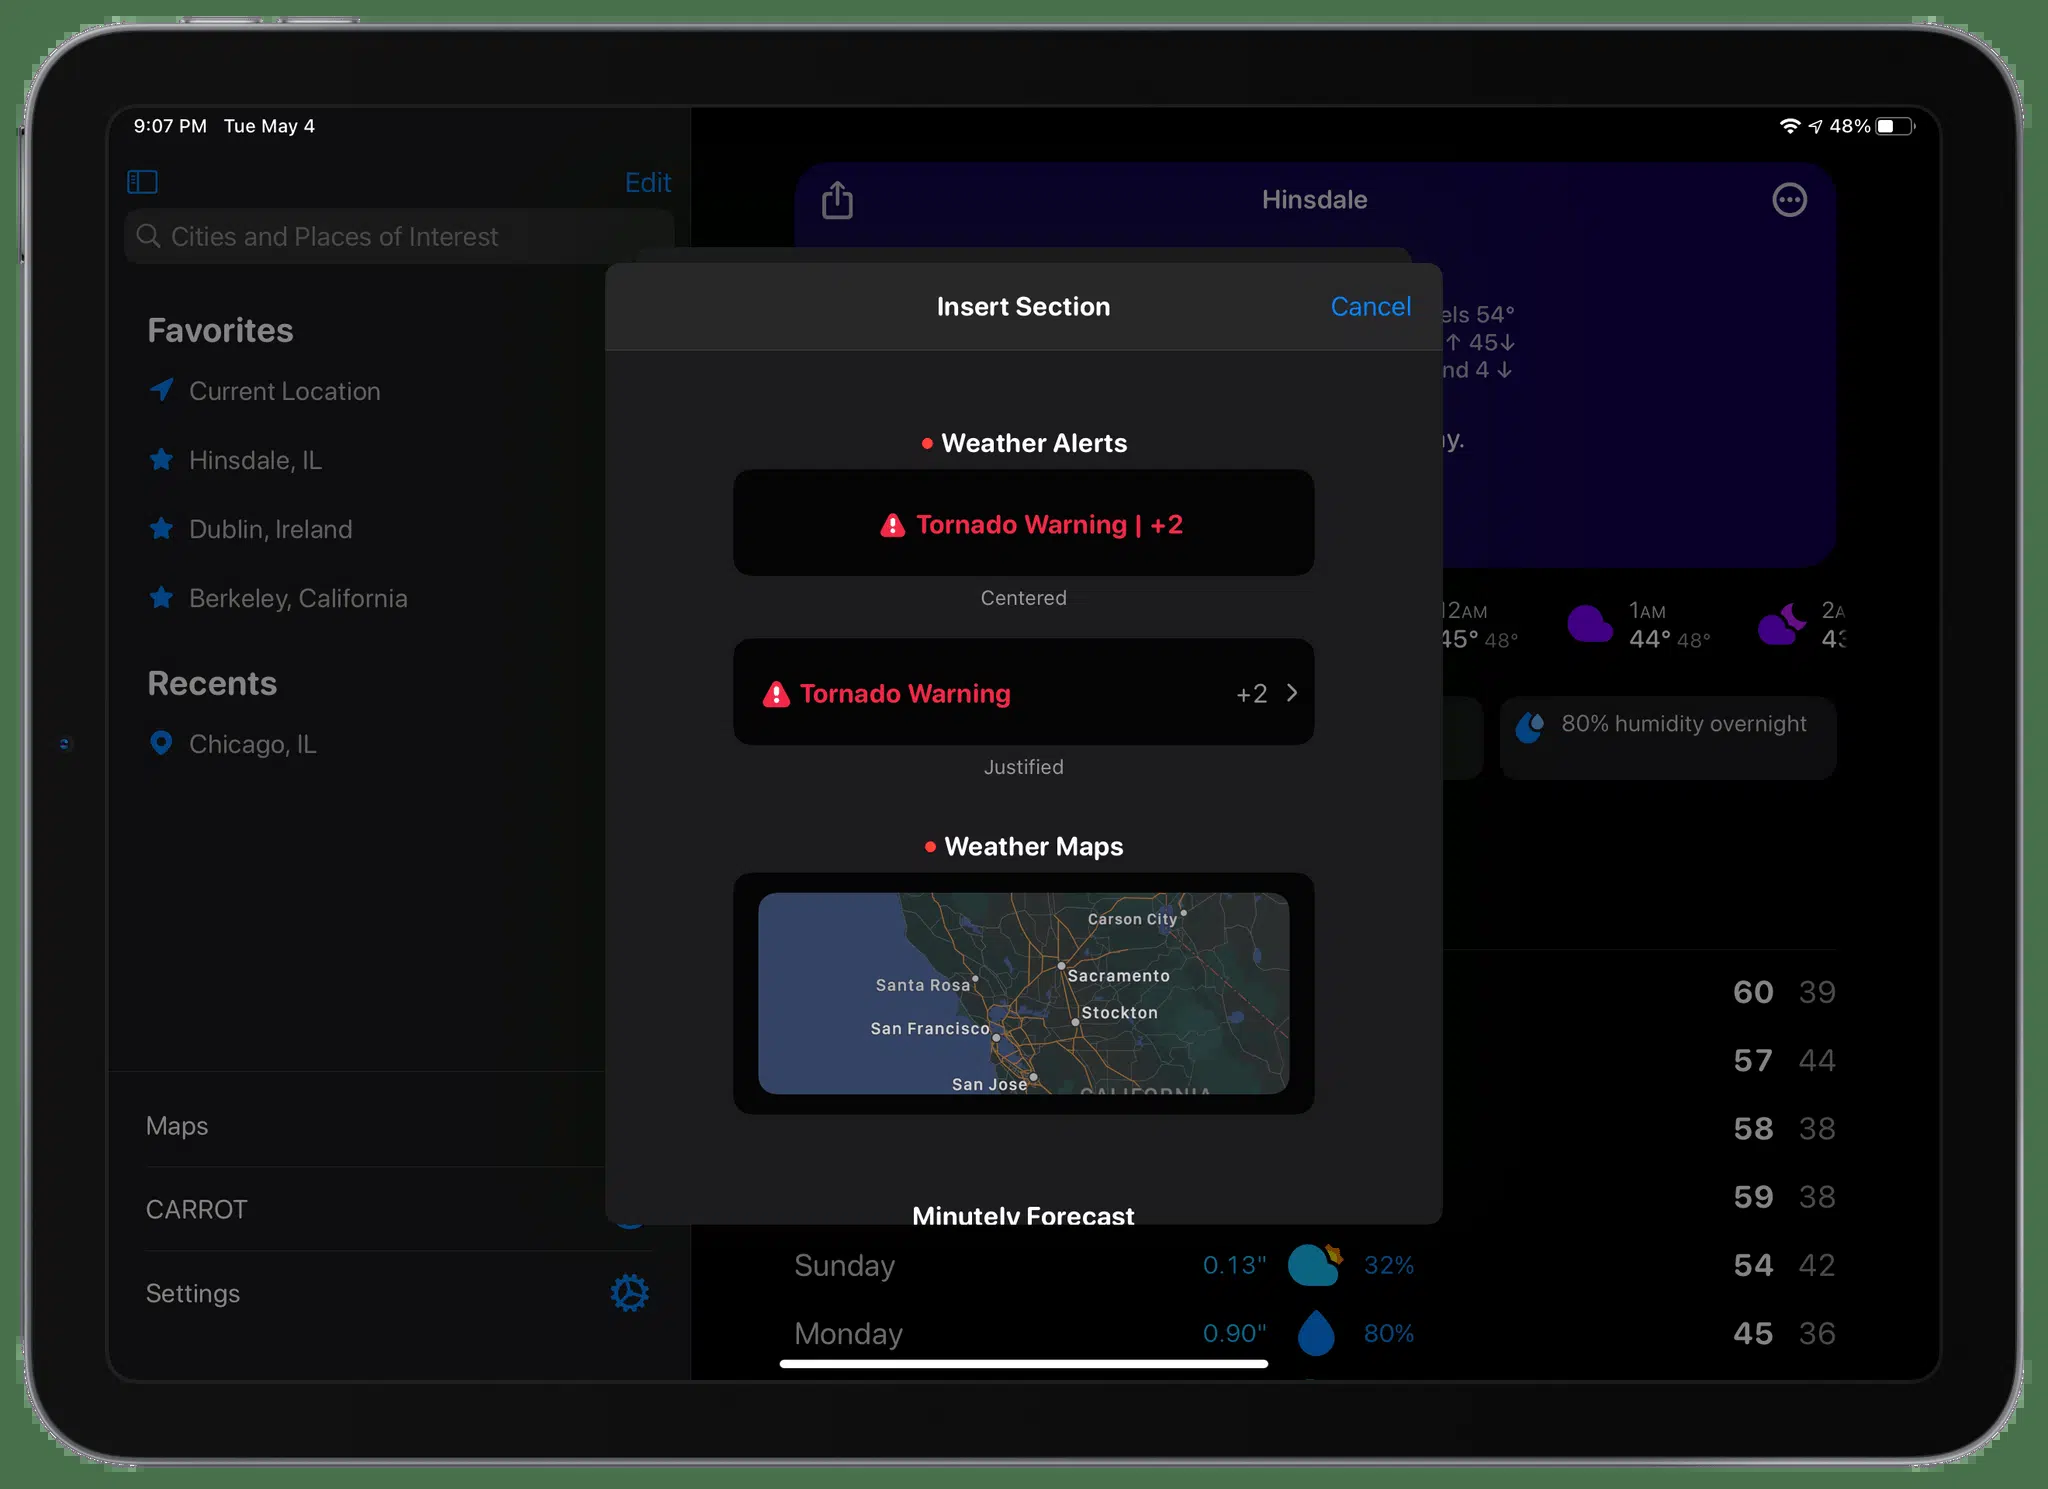 9:07 PM Tue May 4
48%
Edit
Cities and Places of Interest
Favorites
Current Location
Hinsdale, IL
Dublin, Ireland
Berkeley, California
Recents
Chicago, IL
Maps
CARROT
Settings
Hinsdale
54°
45↓
4 ↓
Insert Section
Cancel
Weather Alerts
Tornado Warning | +2
Centered
Tornado Warning +2
Justified
Weather Maps
Carson City
Sacramento
Santa Rosa
Stockton
San Francisco
San Jose
CALIFORNIA
Minutely Forecast
12AM
45° 48°
1AM
44° 48°
80% humidity overnight
60 39
57 44
58 38
59 38
Sunday 0.13" 32% 54 42
Monday 0.90" 80% 45 36